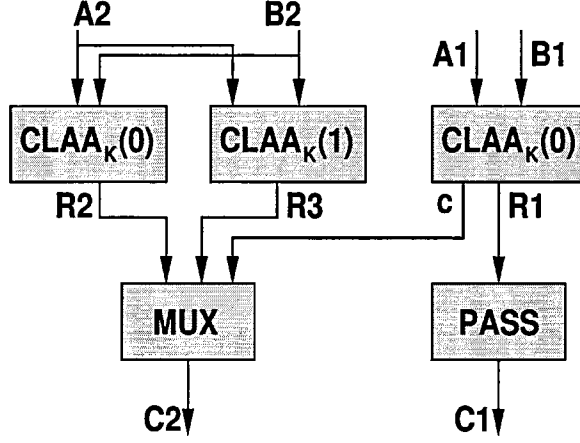 A2 B2
A1 B1
CLAAK(0) CLAAK(1) CLAAK(0)
R2 R3 c R1
MUX PASS
C2 C1